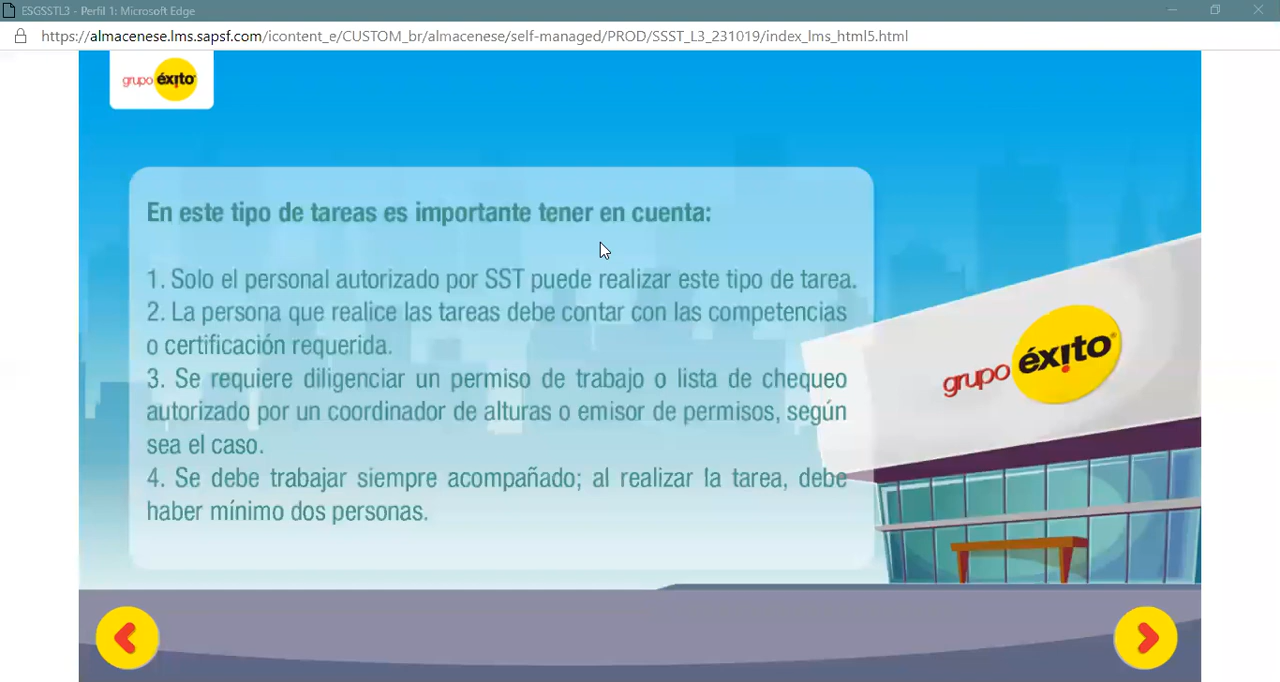 ESGSSTL3 - Perfil 1: Microsoft Edge
https://almacenese.lms.sapsf.com/icontent_e/CUSTOM_br/almacenese/self-managed/PROD/SSST_L3_231019/index_lms_html5.html
grupo éxito
En este tipo de tareas es importante tener en cuenta:
1. Solo el personal autorizado por SST puede realizar este tipo de tarea.
2. La persona que realice las tareas debe contar con las competencias
o certificación requerida.
3. Se requiere diligenciar un permiso de trabajo o lista de chequeo
autorizado por un coordinador de alturas o emisor de permisos, según
sea el caso.
4. Se debe trabajar siempre acompañado; al realizar la tarea, debe
haber mínimo dos personas.
grupo éxito